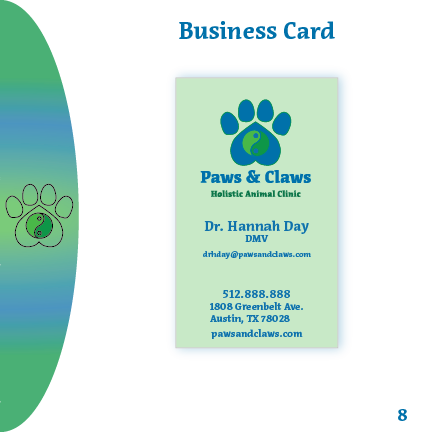 Business Card
Paws & Claws
Holistic Animal Clinic
Dr. Hannah Day
DMV
drhday@pawsandclaws.com
512.888.888
1808 Greenbelt Ave.
Austin, TX 78028
pawsandclaws.com
8